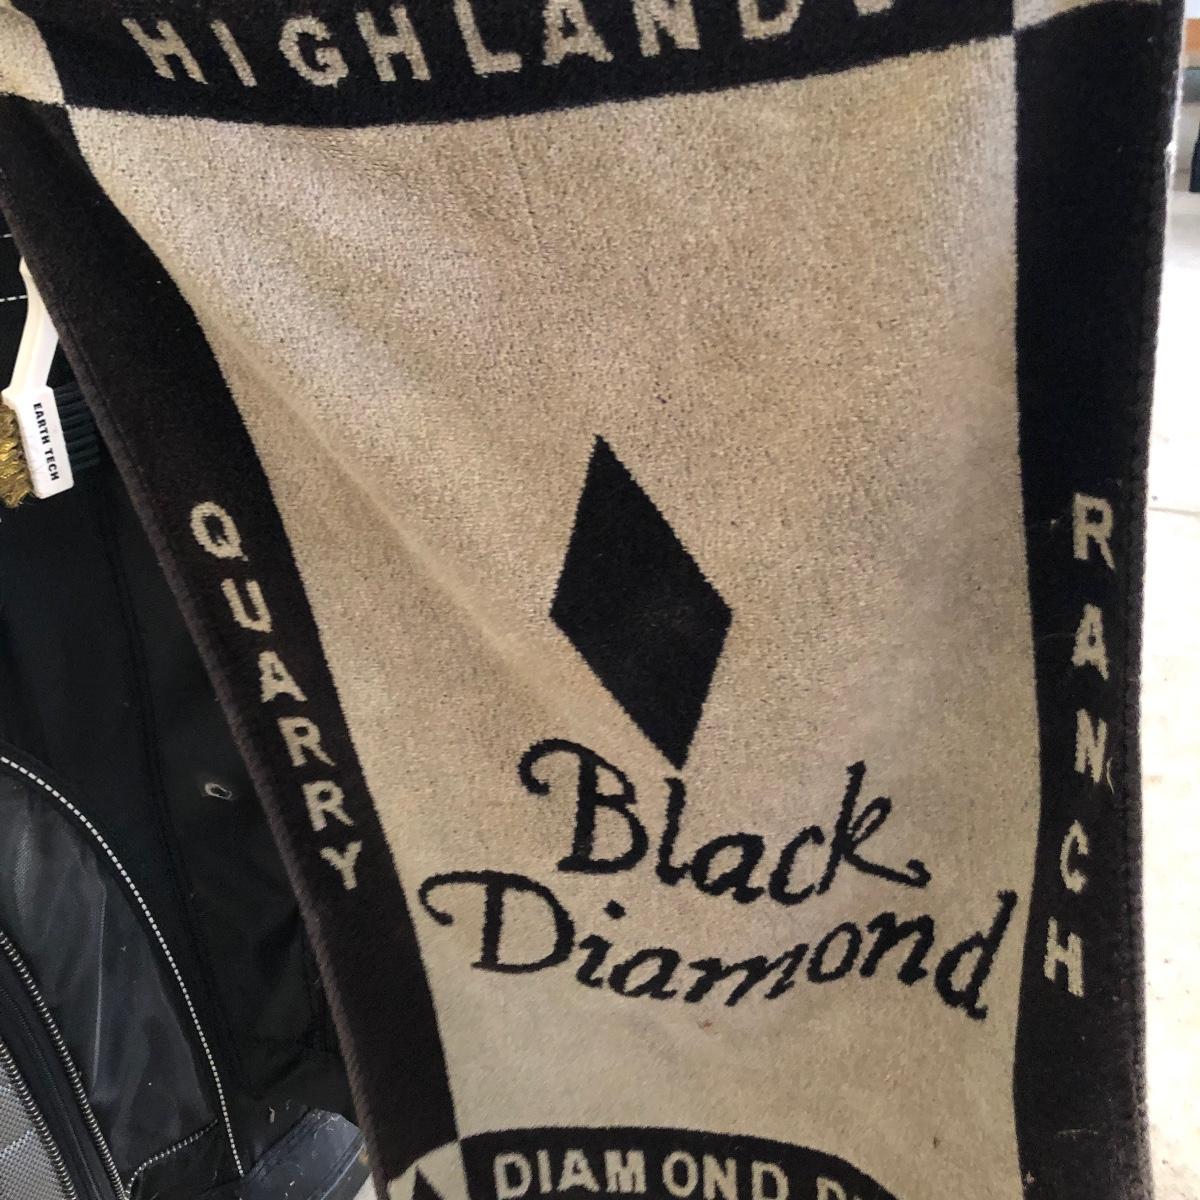 HIGHLAND
EARTH TECH
QUARRY
RANCH
Black
Diamond
DIAMOND